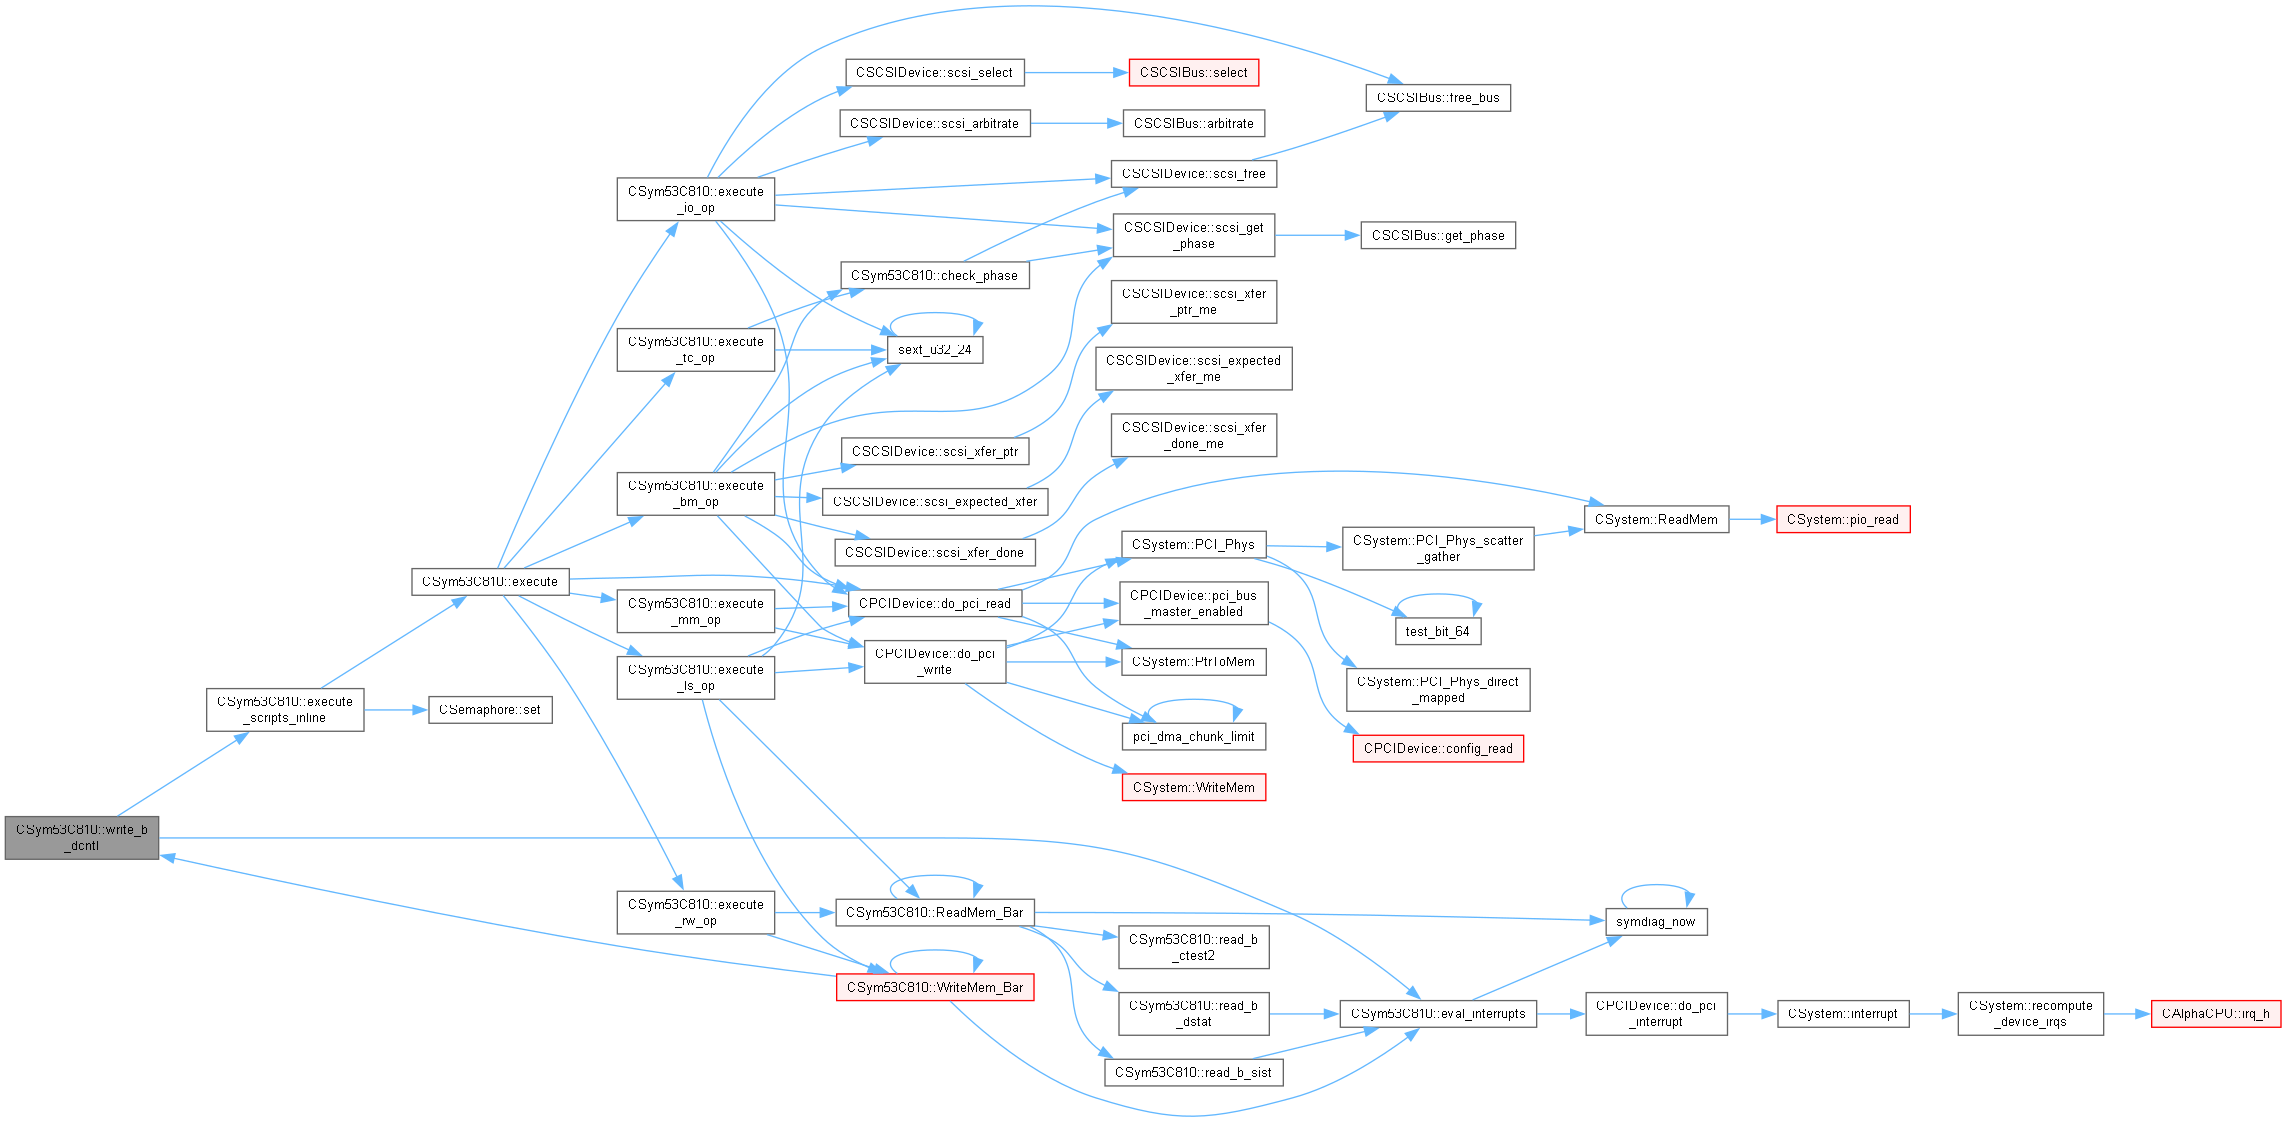 CSym53C810::write_b
_dcntl
CSym53C810::execute
_scripts_inline
CSemaphore::set
CSym53C810::execute
CSym53C810::execute
_io_op
CSym53C810::execute
_tc_op
CSym53C810::execute
_bm_op
CSym53C810::execute
_mm_op
CSym53C810::execute
_ls_op
CSym53C810::execute
_rw_op
CSCSIDevice::scsi_select
CSCSIDevice::scsi_arbitrate
CSym53C810::check_phase
sext_u32_24
CSCSIDevice::scsi_xfer_ptr
CSCSIDevice::scsi_expected_xfer
CSCSIDevice::scsi_xfer_done
CPCIDevice::do_pci_read
CPCIDevice::do_pci
_write
CSym53C810::ReadMem_Bar
CSym53C810::WriteMem_Bar
CSCSIBus::select
CSCSIBus::arbitrate
CSCSIDevice::scsi_free
CSCSIDevice::scsi_get
_phase
CSCSIDevice::scsi_xfer
_ptr_me
CSCSIDevice::scsi_expected
_xfer_me
CSCSIDevice::scsi_xfer
_done_me
CSystem::PCI_Phys
CPCIDevice::pci_bus
_master_enabled
CSystem::PtrToMem
pci_dma_chunk_limit
CSystem::WriteMem
CSym53C810::read_b
_ctest2
CSym53C810::read_b
_dstat
CSym53C810::read_b_sist
CSCSIBus::free_bus
CSCSIBus::get_phase
CSystem::PCI_Phys_scatter
_gather
test_bit_64
CSystem::PCI_Phys_direct
_mapped
CPCIDevice::config_read
CSym53C810::eval_interrupts
CSystem::ReadMem
CSystem::pio_read
symdiag_now
CPCIDevice::do_pci
_interrupt
CSystem::interrupt
CSystem::recompute
_device_irqs
CAlphaCPU::irq_h